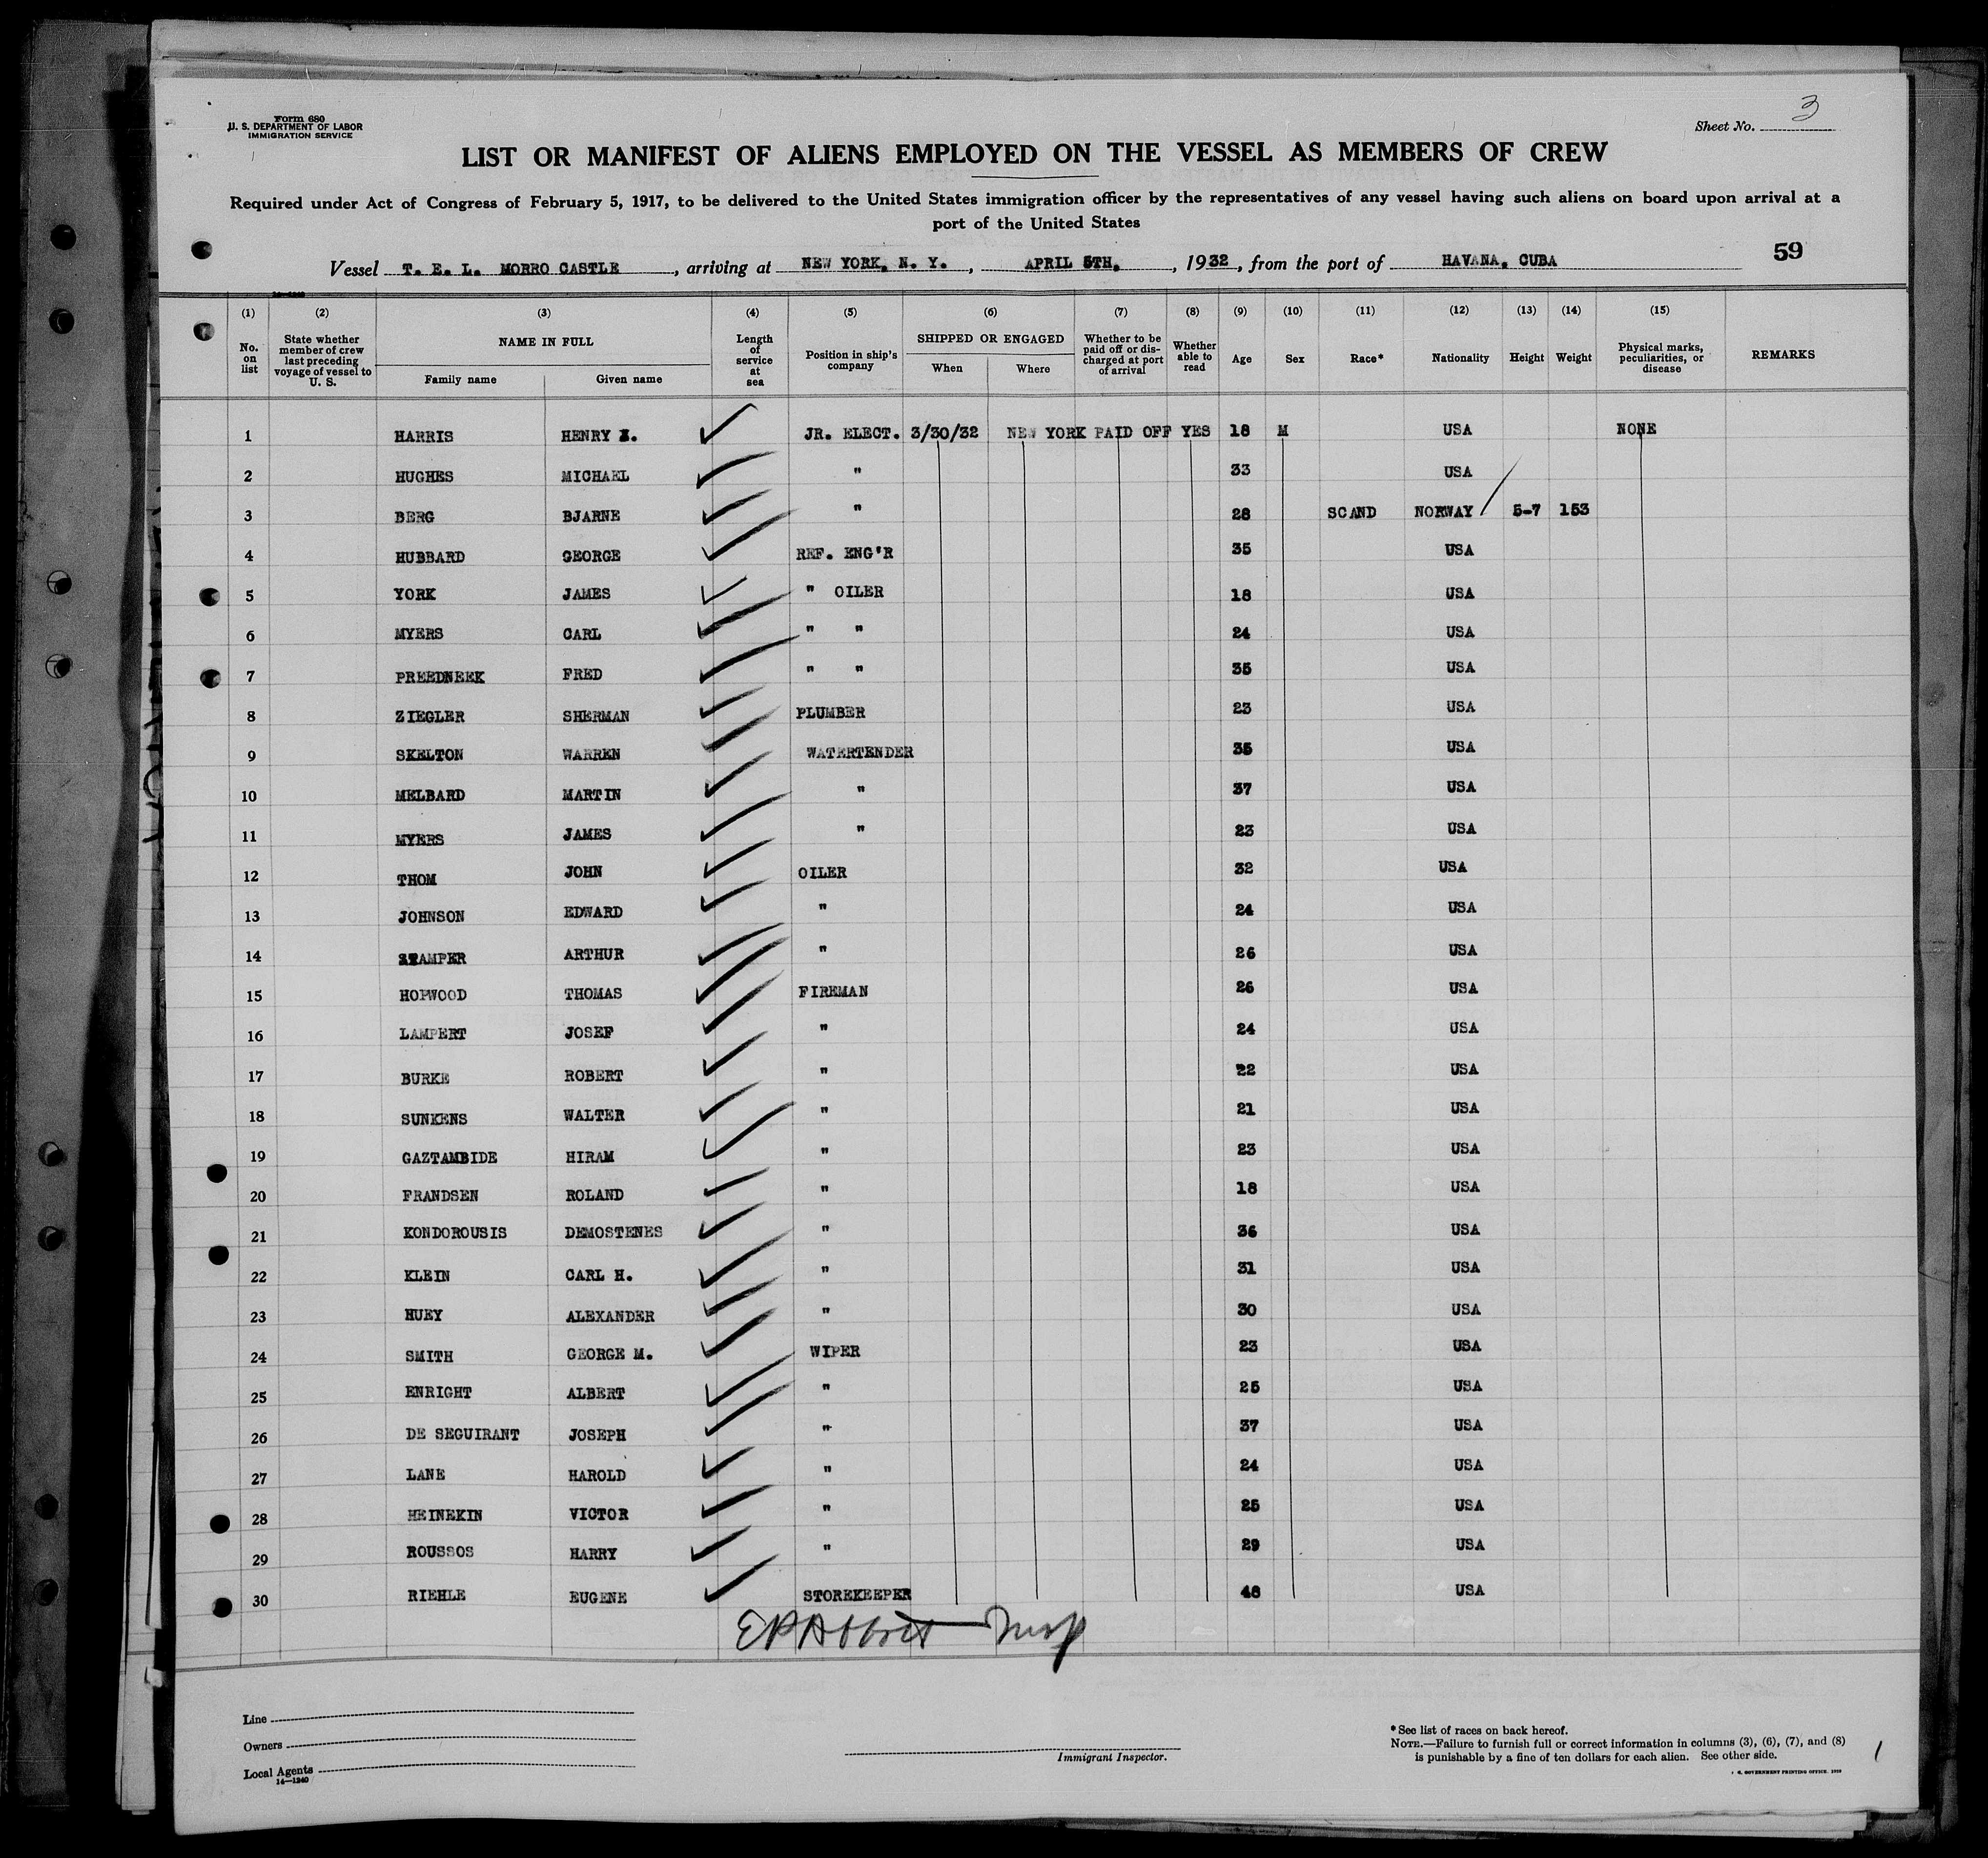 Form 680
U. S. DEPARTMENT OF LABOR
IMMIGRATION SERVICE
Sheet No. 3
LIST OR MANIFEST OF ALIENS EMPLOYED ON THE VESSEL AS MEMBERS OF CREW
Required under Act of Congress of February 5, 1917, to be delivered to the United States immigration officer by the representatives of any vessel having such aliens on board upon arrival at a
port of the United States
Vessel T. E. L. MORRO CASTLE, arriving at NEW YORK, N. Y., APRIL 5TH, 1932, from the port of HAVANA, CUBA 59
14-1240
(1) (2) (3) (4) (5) (6) (7) (8) (9) (10) (11) (12) (13) (14) (15)
No. on list State whether member of crew last preceding voyage of vessel to U. S. NAME IN FULL Family name Given name Length of service at sea Position in ship's company SHIPPED OR ENGAGED When Where Whether to be paid off or discharged at port of arrival Whether able to read Age Sex Race* Nationality Height Weight Physical marks, peculiarities, or disease REMARKS
1 HARRIS HENRY ✓ JR. ELECT. 3/30/32 NEW YORK PAID OFF YES 18 M USA NONE
2 HUGHES MICHAEL ✓ " 33 USA
3 BERG BJARNE ✓ " 28 SCAND NORWAY / 5-7 153
4 HUBBARD GEORGE ✓ REF. ENG'R 35 USA
5 YORK JAMES ✓ " OILER 18 USA
6 MYERS CARL ✓ " " 24 USA
7 PREEDNEEK FRED ✓ " " 35 USA
8 ZIEGLER SHERMAN ✓ PLUMBER 23 USA
9 SKELTON WARREN ✓ WATERTENDER 35 USA
10 MELBARD MARTIN ✓ " 37 USA
11 MYERS JAMES ✓ " 23 USA
12 THOM JOHN ✓ OILER 32 USA
13 JOHNSON EDWARD ✓ " 24 USA
14 STAMPER ARTHUR ✓ " 26 USA
15 HOPWOOD THOMAS ✓ FIREMAN 26 USA
16 LAMPERT JOSEF ✓ " 24 USA
17 BURKE ROBERT ✓ " 22 USA
18 SUNKENS WALTER ✓ " 21 USA
19 GAZTAMBIDE HIRAM ✓ " 23 USA
20 FRANDSEN ROLAND ✓ " 18 USA
21 KONDOROUSIS DEMOSTENES ✓ " 36 USA
22 KLEIN CARL H. ✓ " 31 USA
23 HUEY ALEXANDER ✓ " 30 USA
24 SMITH GEORGE M. ✓ WIPER 23 USA
25 ENRIGHT ALBERT ✓ " 25 USA
26 DE SEGUIRANT JOSEPH ✓ " 37 USA
27 LANE HAROLD ✓ " 24 USA
28 HEINEKIN VICTOR ✓ " 25 USA
29 ROUSSOS HARRY ✓ " 29 USA
30 RIEHLE EUGENE ✓ STOREKEEPER 48 USA
Line
Owners
Local Agents
14—1240
Immigrant Inspector.
*See list of races on back hereof.
NOTE.—Failure to furnish full or correct information in columns (3), (6), (7), and (8)
is punishable by a fine of ten dollars for each alien. See other side.
GOVERNMENT PRINTING OFFICE
1